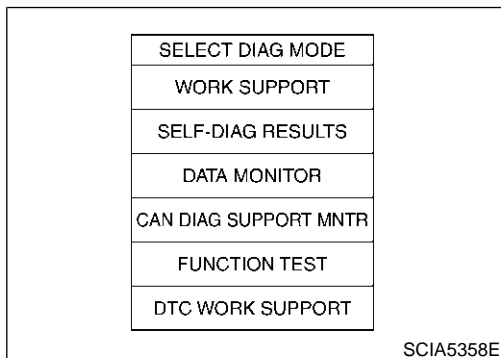 SELECT DIAG MODE
WORK SUPPORT
SELF-DIAG RESULTS
DATA MONITOR
CAN DIAG SUPPORT MNTR
FUNCTION TEST
DTC WORK SUPPORT
SCIA5358E